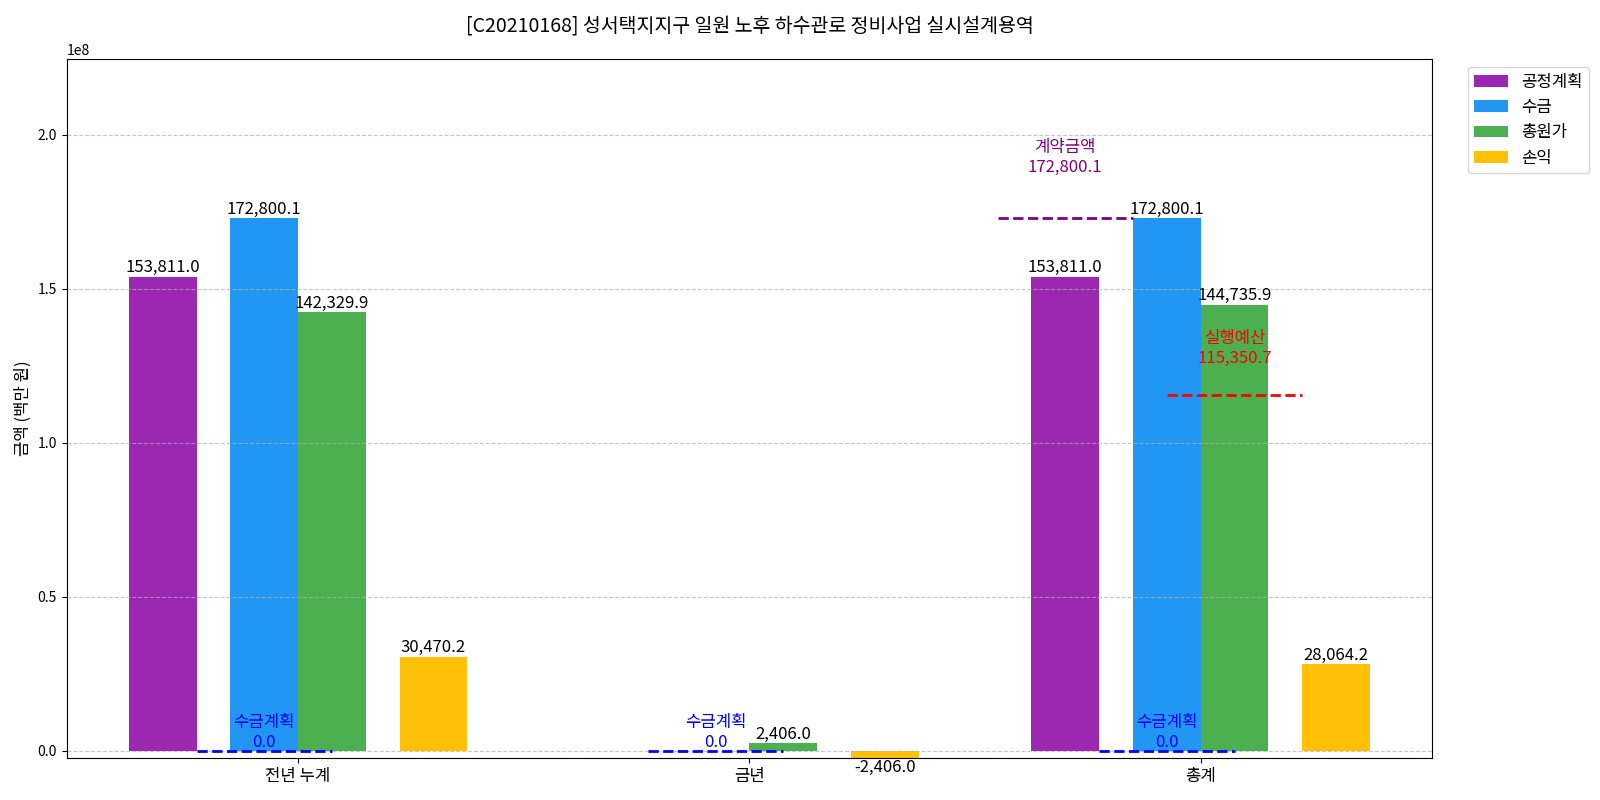 [C20210168] 성서택지지구 일원 노후 하수관로 정비사업 실시설계용역
1e8
금액 (백만 원)
2.0
1.5
1.0
0.5
0.0
공정계획
수금
총원가
손익
153,811.0
172,800.1
142,329.9
30,470.2
수금계획
0.0
전년 누계
수금계획
0.0
2,406.0
-2,406.0
금년
계약금액
172,800.1
153,811.0
172,800.1
144,735.9
실행예산
115,350.7
28,064.2
수금계획
0.0
총계